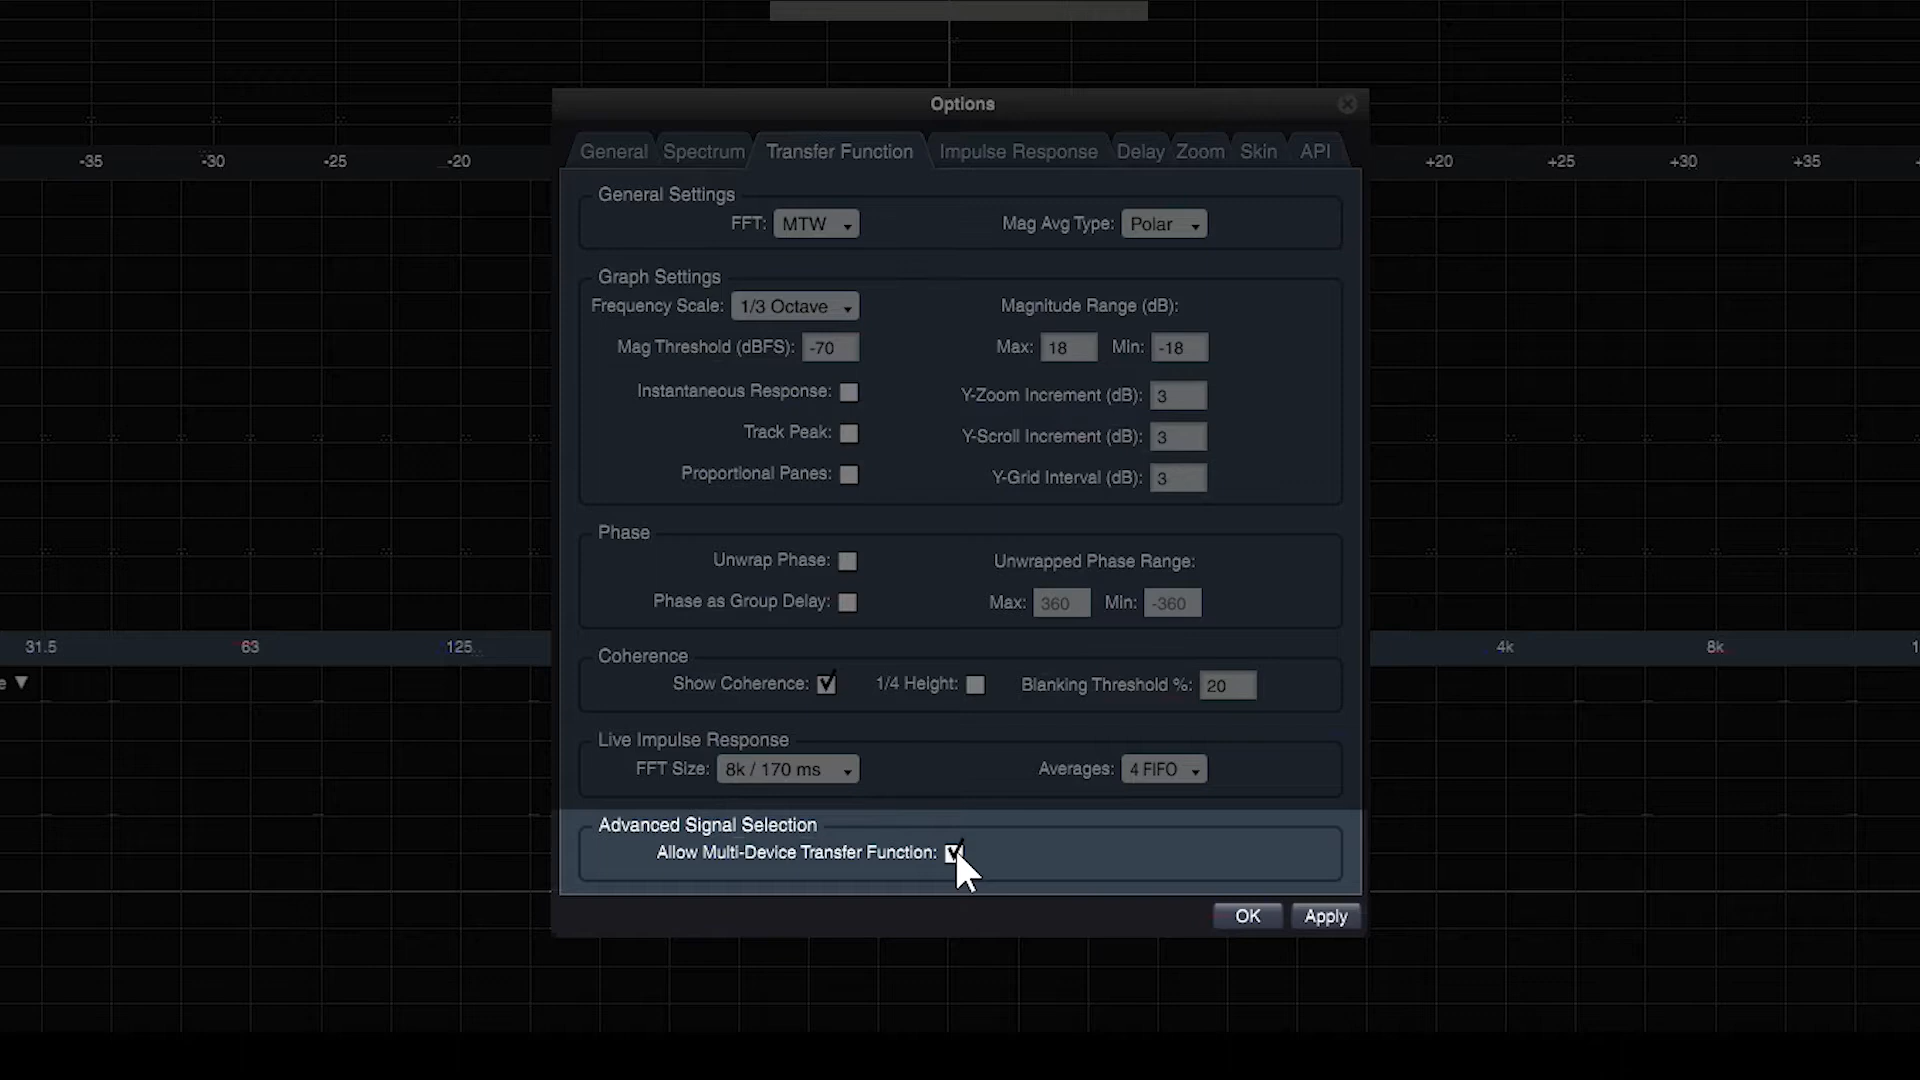 Options
General Spectrum Transfer Function Impulse Response Delay Zoom Skin API
-35 -30 -25 -20 +20 +25 +30 +35
General Settings
FFT: MTW Mag Avg Type: Polar
Graph Settings
Frequency Scale: 1/3 Octave Magnitude Range (dB):
Mag Threshold (dBFS): -70 Max: 18 Min: -18
Instantaneous Response: Y-Zoom Increment (dB): 3
Track Peak: Y-Scroll Increment (dB): 3
Proportional Panes: Y-Grid Interval (dB): 3
Phase
Unwrap Phase: Unwrapped Phase Range:
Phase as Group Delay: Max: 360 Min: -360
31.5 63 125 4k 8k
Coherence
Show Coherence: 1/4 Height: Blanking Threshold %: 20
Live Impulse Response
FFT Size: 8k / 170 ms Averages: 4 FIFO
Advanced Signal Selection
Allow Multi-Device Transfer Function:
OK Apply